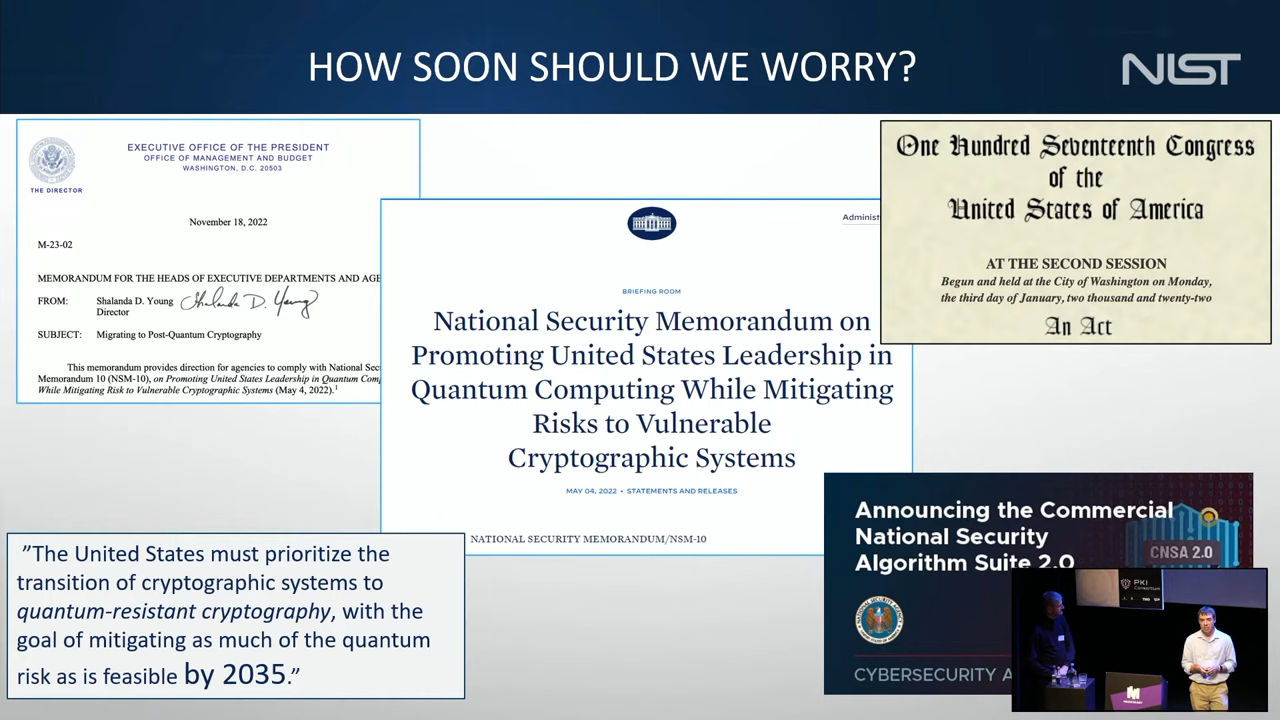 HOW SOON SHOULD WE WORRY?
NIST
EXECUTIVE OFFICE OF THE PRESIDENT
OFFICE OF MANAGEMENT AND BUDGET
WASHINGTON, D.C. 20503
THE DIRECTOR
November 18, 2022
M-23-02
MEMORANDUM FOR THE HEADS OF EXECUTIVE DEPARTMENTS AND AGE
FROM: Shalanda D. Young Shalanda D. Young
Director
SUBJECT: Migrating to Post-Quantum Cryptography
This memorandum provides direction for agencies to comply with National Sec
Memorandum 10 (NSM-10), on Promoting United States Leadership in Quantum Com
While Mitigating Risk to Vulnerable Cryptographic Systems (May 4, 2022).1
Administ
BRIEFING ROOM
National Security Memorandum on
Promoting United States Leadership in
Quantum Computing While Mitigating
Risks to Vulnerable
Cryptographic Systems
MAY 04, 2022 • STATEMENTS AND RELEASES
NATIONAL SECURITY MEMORANDUM/NSM-10
One Hundred Seventeenth Congress
of the
United States of America
AT THE SECOND SESSION
Begun and held at the City of Washington on Monday,
the third day of January, two thousand and twenty-two
An Act
"The United States must prioritize the
transition of cryptographic systems to
quantum-resistant cryptography, with the
goal of mitigating as much of the quantum
risk as is feasible by 2035."
Announcing the Commercial
National Security
Algorithm Suite 2.0
CNSA 2.0
CYBERSECURITY A
PKI
Consortium